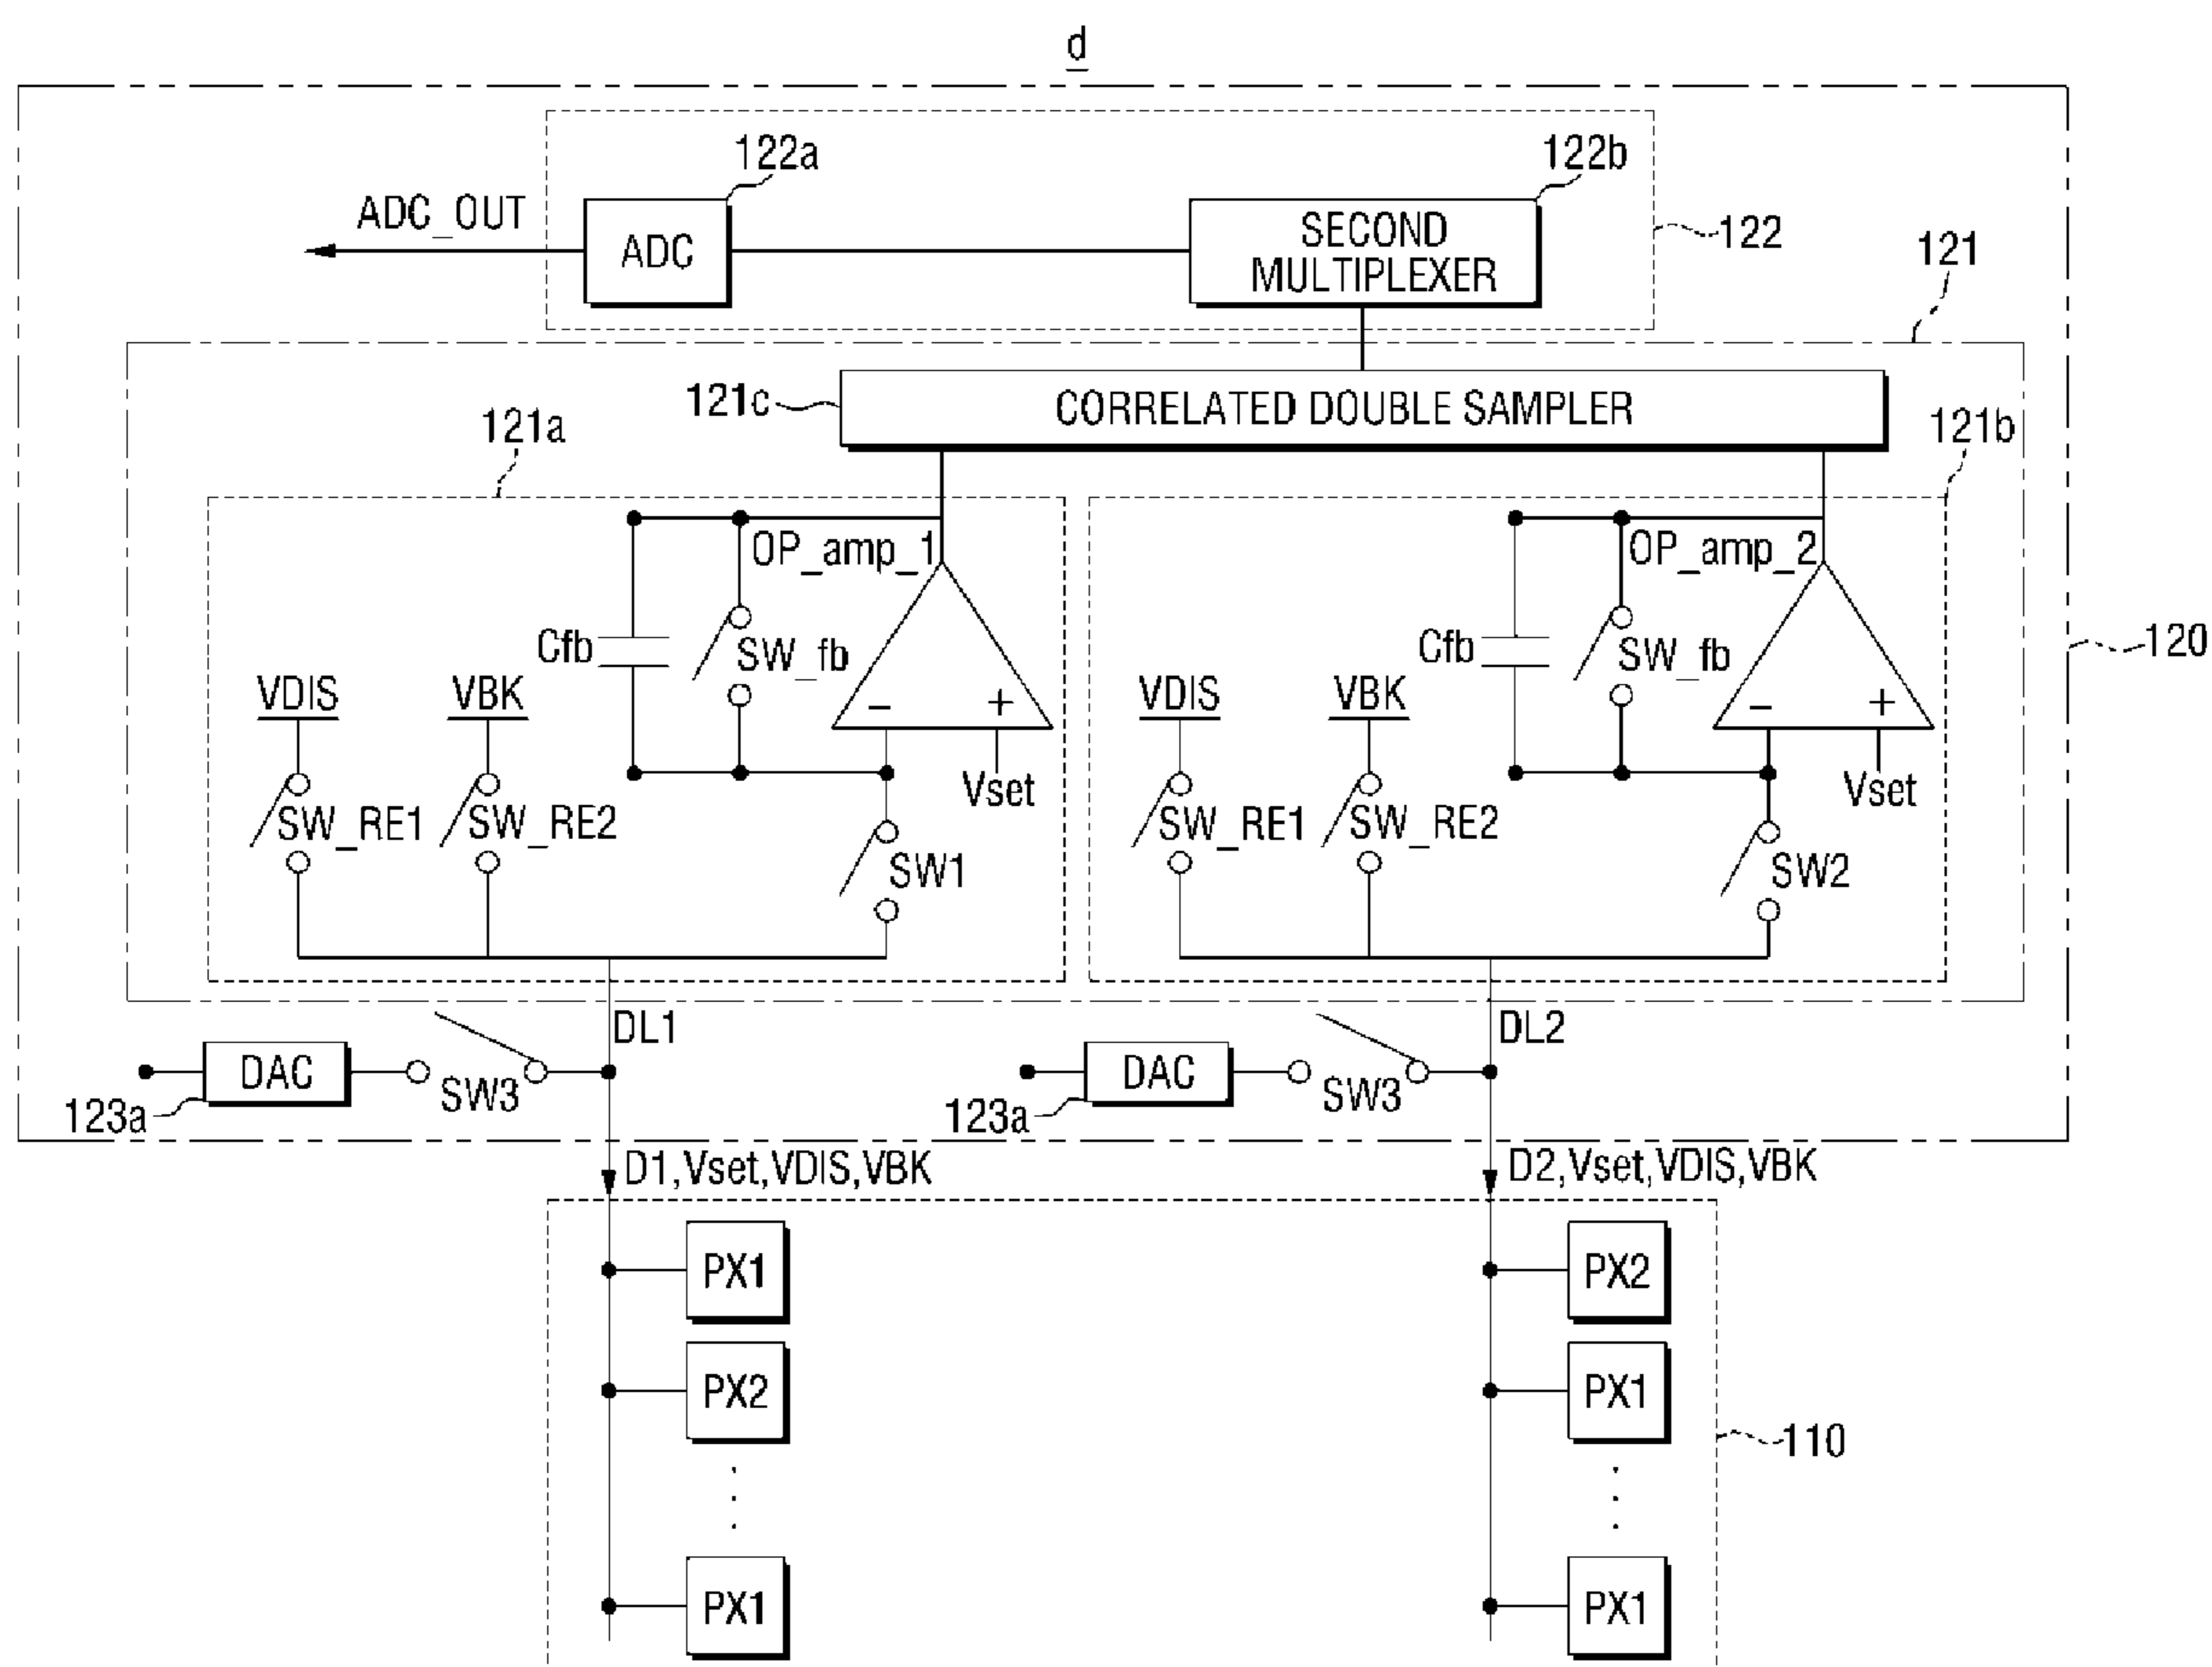 d
122a
122b
ADC_OUT
ADC
SECOND
MULTIPLEXER
122
121
121c
CORRELATED DOUBLE SAMPLER
121a
121b
OP_amp_1
OP_amp_2
Cfb
SW_fb
Cfb
SW_fb
120
VDIS
VBK
- +
VDIS
VBK
- +
SW_RE1
SW_RE2
Vset
SW_RE1
SW_RE2
Vset
SW1
SW2
DL1
DL2
DAC
SW3
DAC
SW3
123a
123a
D1,Vset,VDIS,VBK
D2,Vset,VDIS,VBK
PX1
PX2
PX2
PX1
110
PX1
PX1